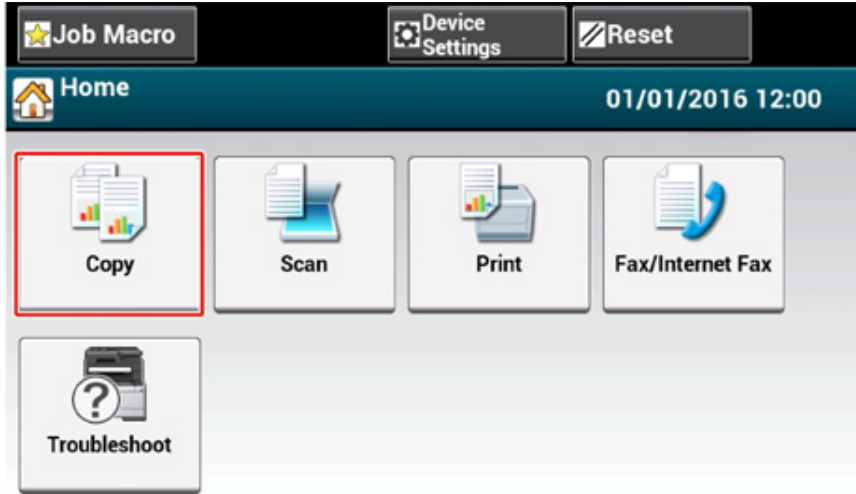 Job Macro
Device
Settings
Reset
Home
01/01/2016 12:00
Copy
Scan
Print
Fax/Internet Fax
?
Troubleshoot